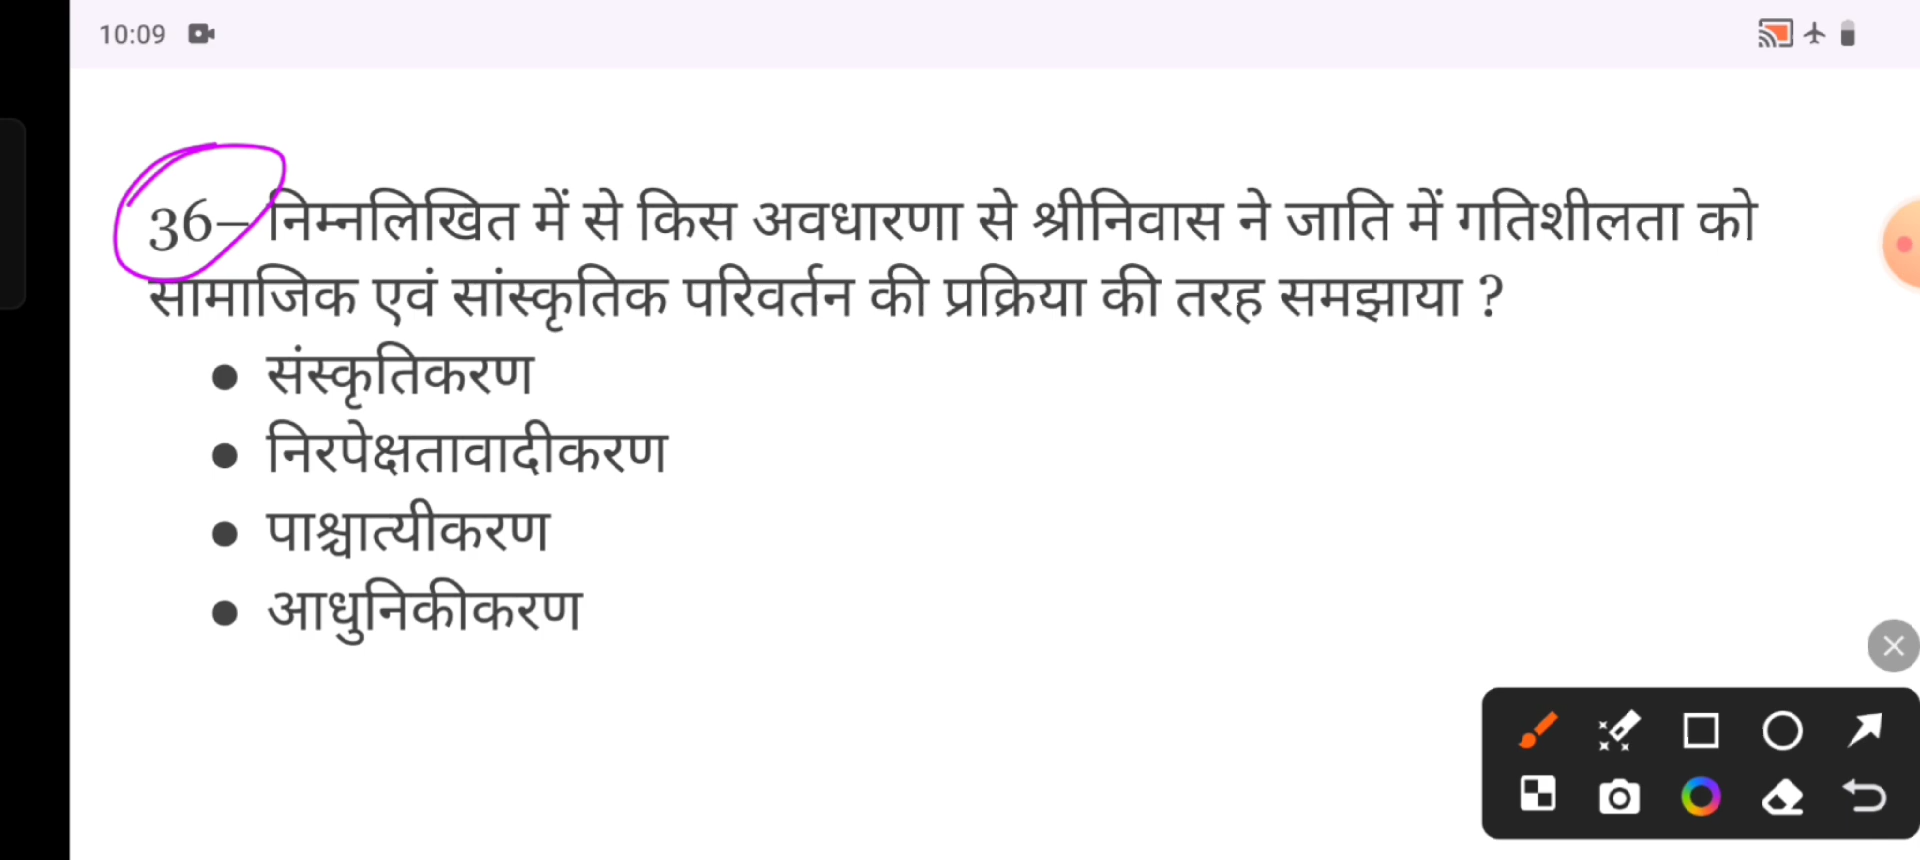 10:09
36– निम्नलिखित में से किस अवधारणा से श्रीनिवास ने जाति में गतिशीलता को
सामाजिक एवं सांस्कृतिक परिवर्तन की प्रक्रिया की तरह समझाया ?
● संस्कृतिकरण
● निरपेक्षतावादीकरण
● पाश्चात्यीकरण
● आधुनिकीकरण